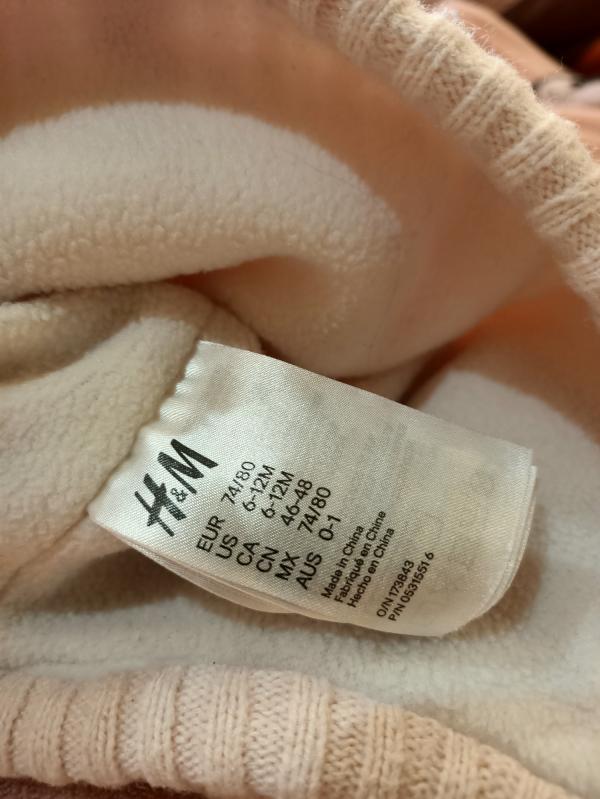 H&M
EUR 74/80
US 6-12M
CA 6-12M
CN 46-48
MX 74/80
AUS 0-1
Made in China
Fabriqué en Chine
Hecho en China
O/N 173843
P/N 05315516